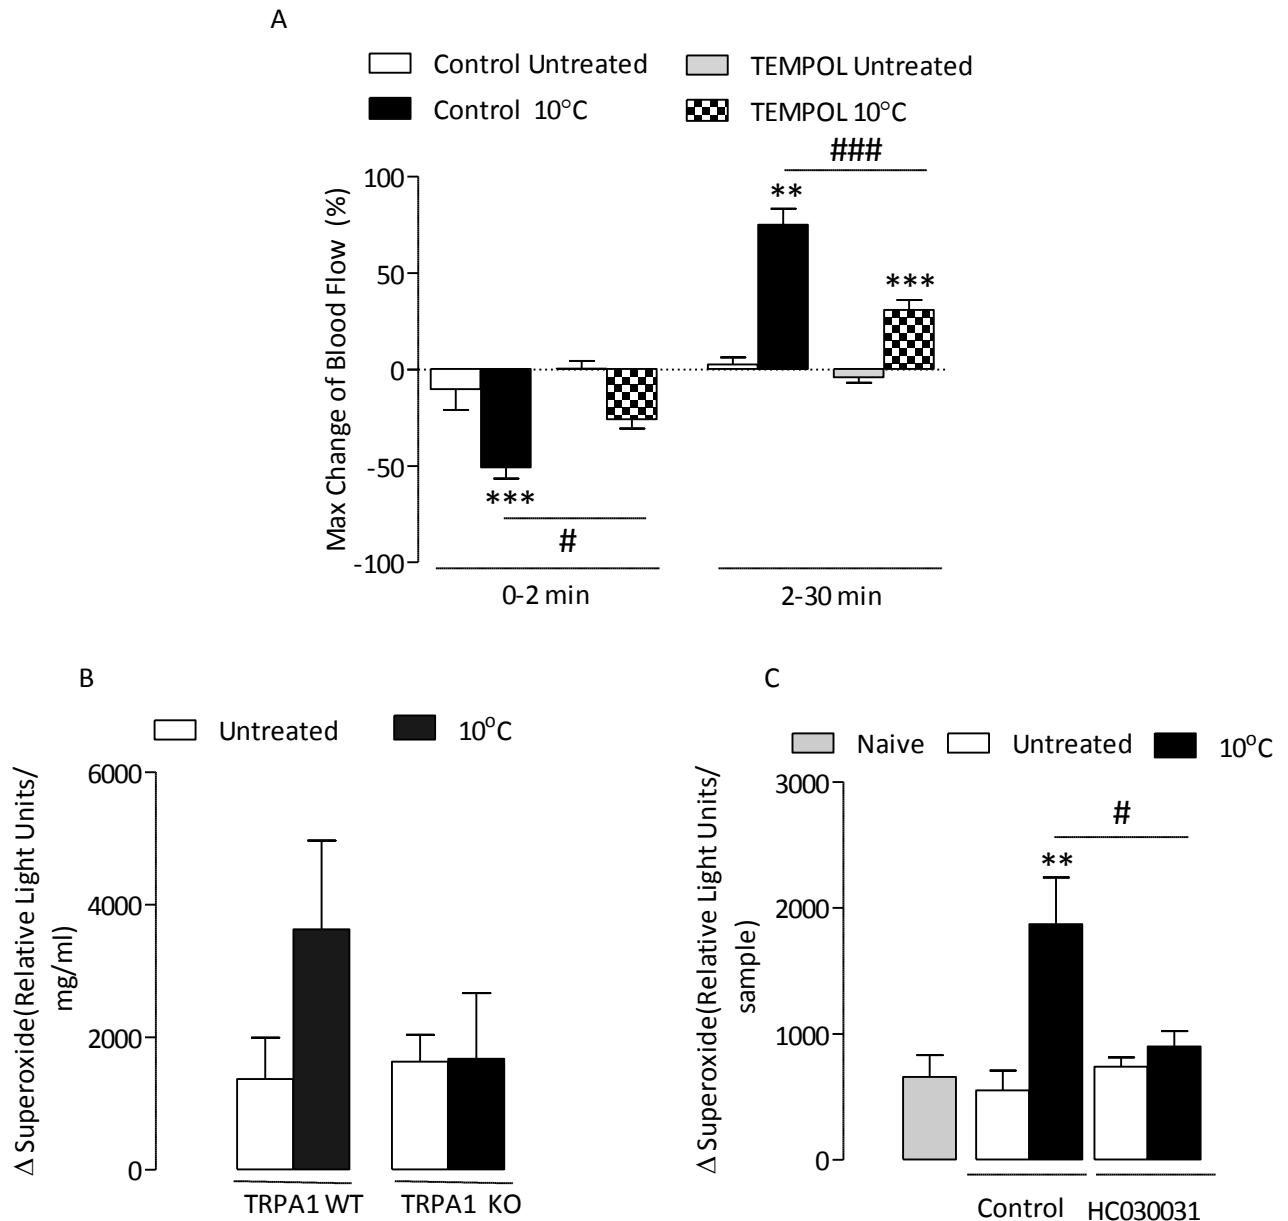 A
Control Untreated
TEMPOL Untreated
Control 10°C
TEMPOL 10°C
###
Max Change of Blood Flow (%)
100
50
0
-50
-100
**
***
***
#
0-2 min
2-30 min
B
Untreated
10°C
Δ Superoxide(Relative Light Units/
mg/ml)
6000
4000
2000
0
TRPA1 WT
TRPA1 KO
C
Naive
Untreated
10°C
Δ Superoxide(Relative Light Units/
sample)
3000
2000
1000
0
#
**
Control
HC030031